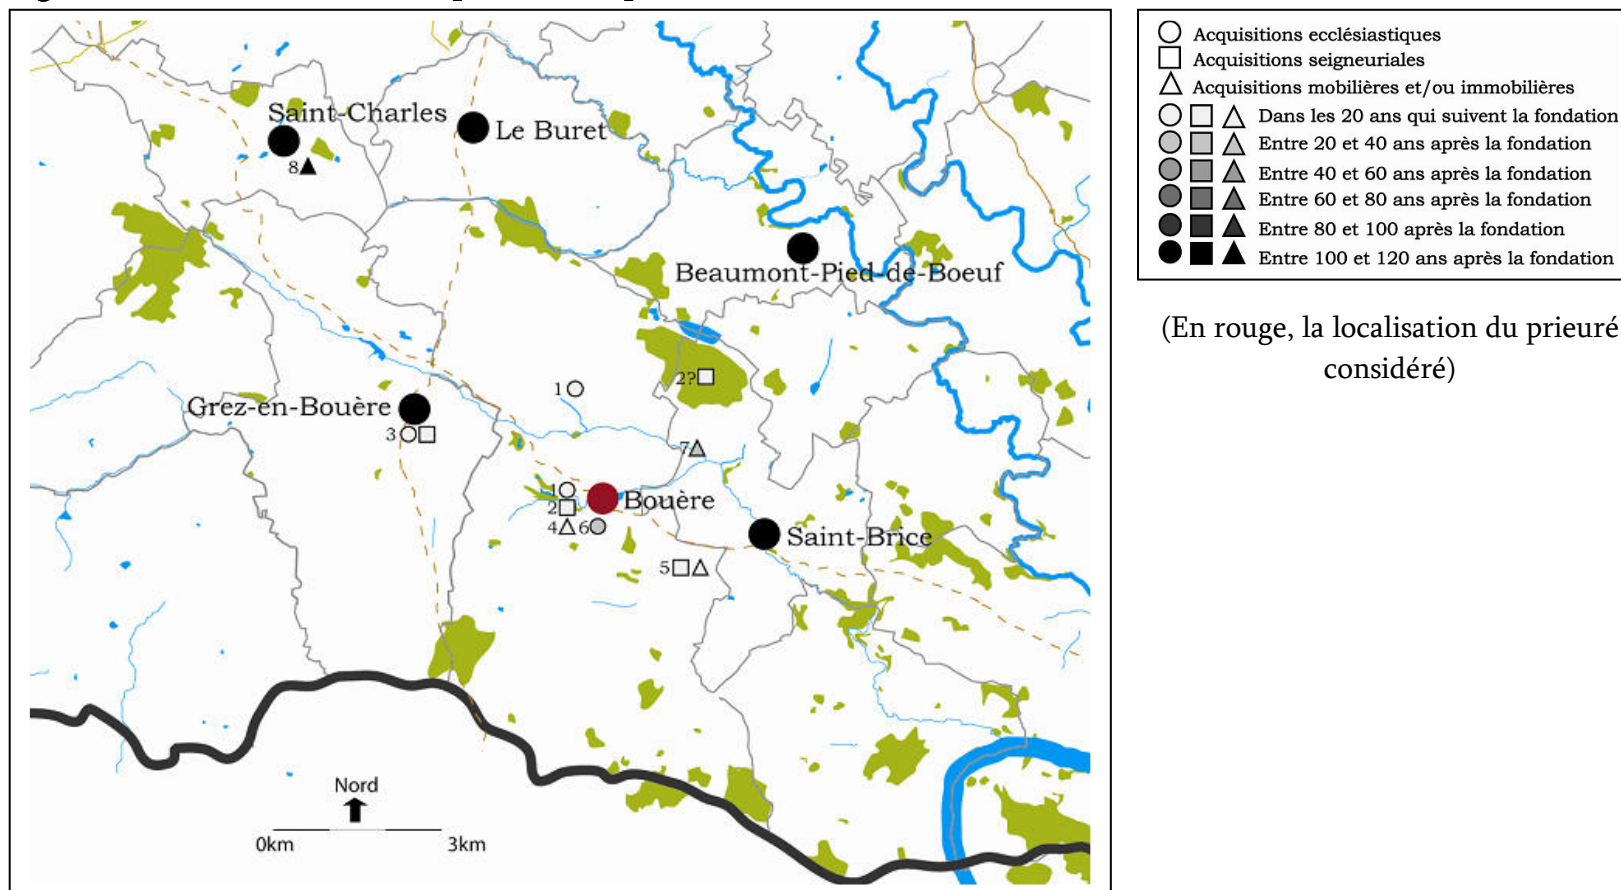 Saint-Charles
Le Buret
8
Beaumont-Pied-de-Boeuf
1
2?
Grez-en-Bouère
3
7
1
Bouère
2
4
6
Saint-Brice
5
Nord
0km
3km
Acquisitions ecclésiastiques
Acquisitions seigneuriales
Acquisitions mobilières et/ou immobilières
Dans les 20 ans qui suivent la fondation
Entre 20 et 40 ans après la fondation
Entre 40 et 60 ans après la fondation
Entre 60 et 80 ans après la fondation
Entre 80 et 100 après la fondation
Entre 100 et 120 ans après la fondation
(En rouge, la localisation du prieuré
considéré)